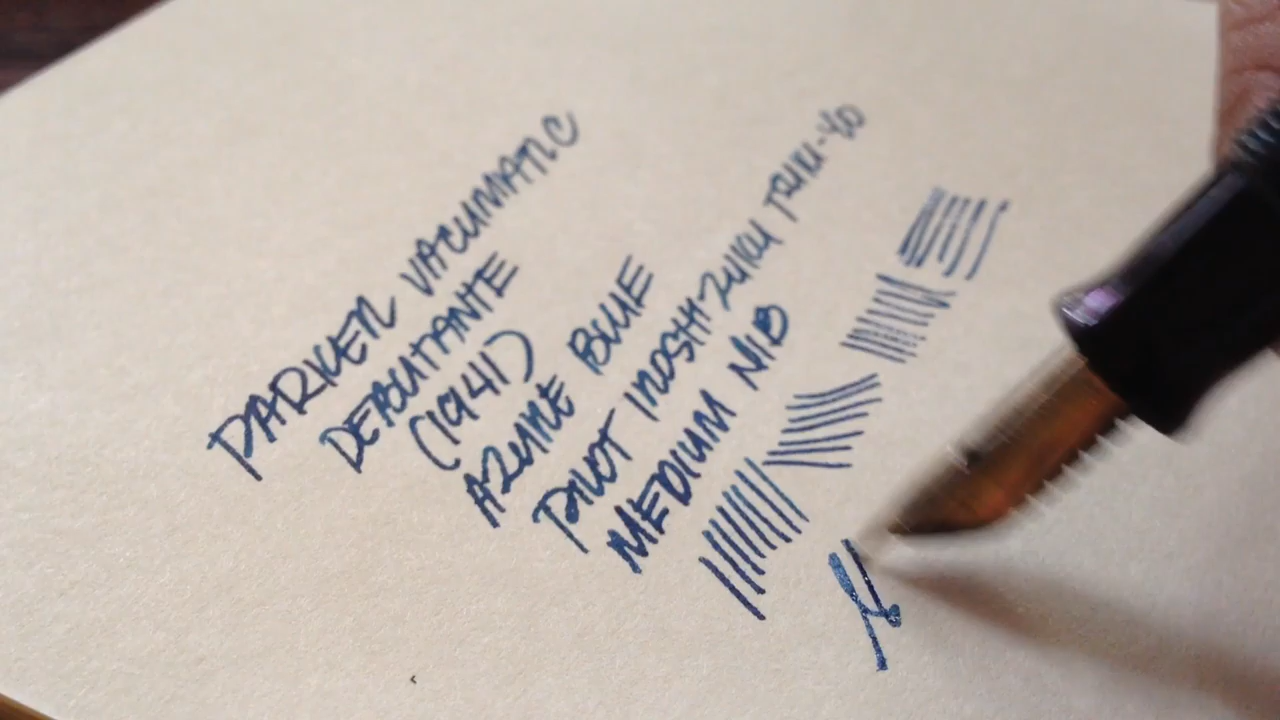 PARKER VACUMATIC
DEBUTANTE
(1941)
AZURE BLUE
PILOT IROSHIZUKU TSUKI-YO
MEDIUM NIB